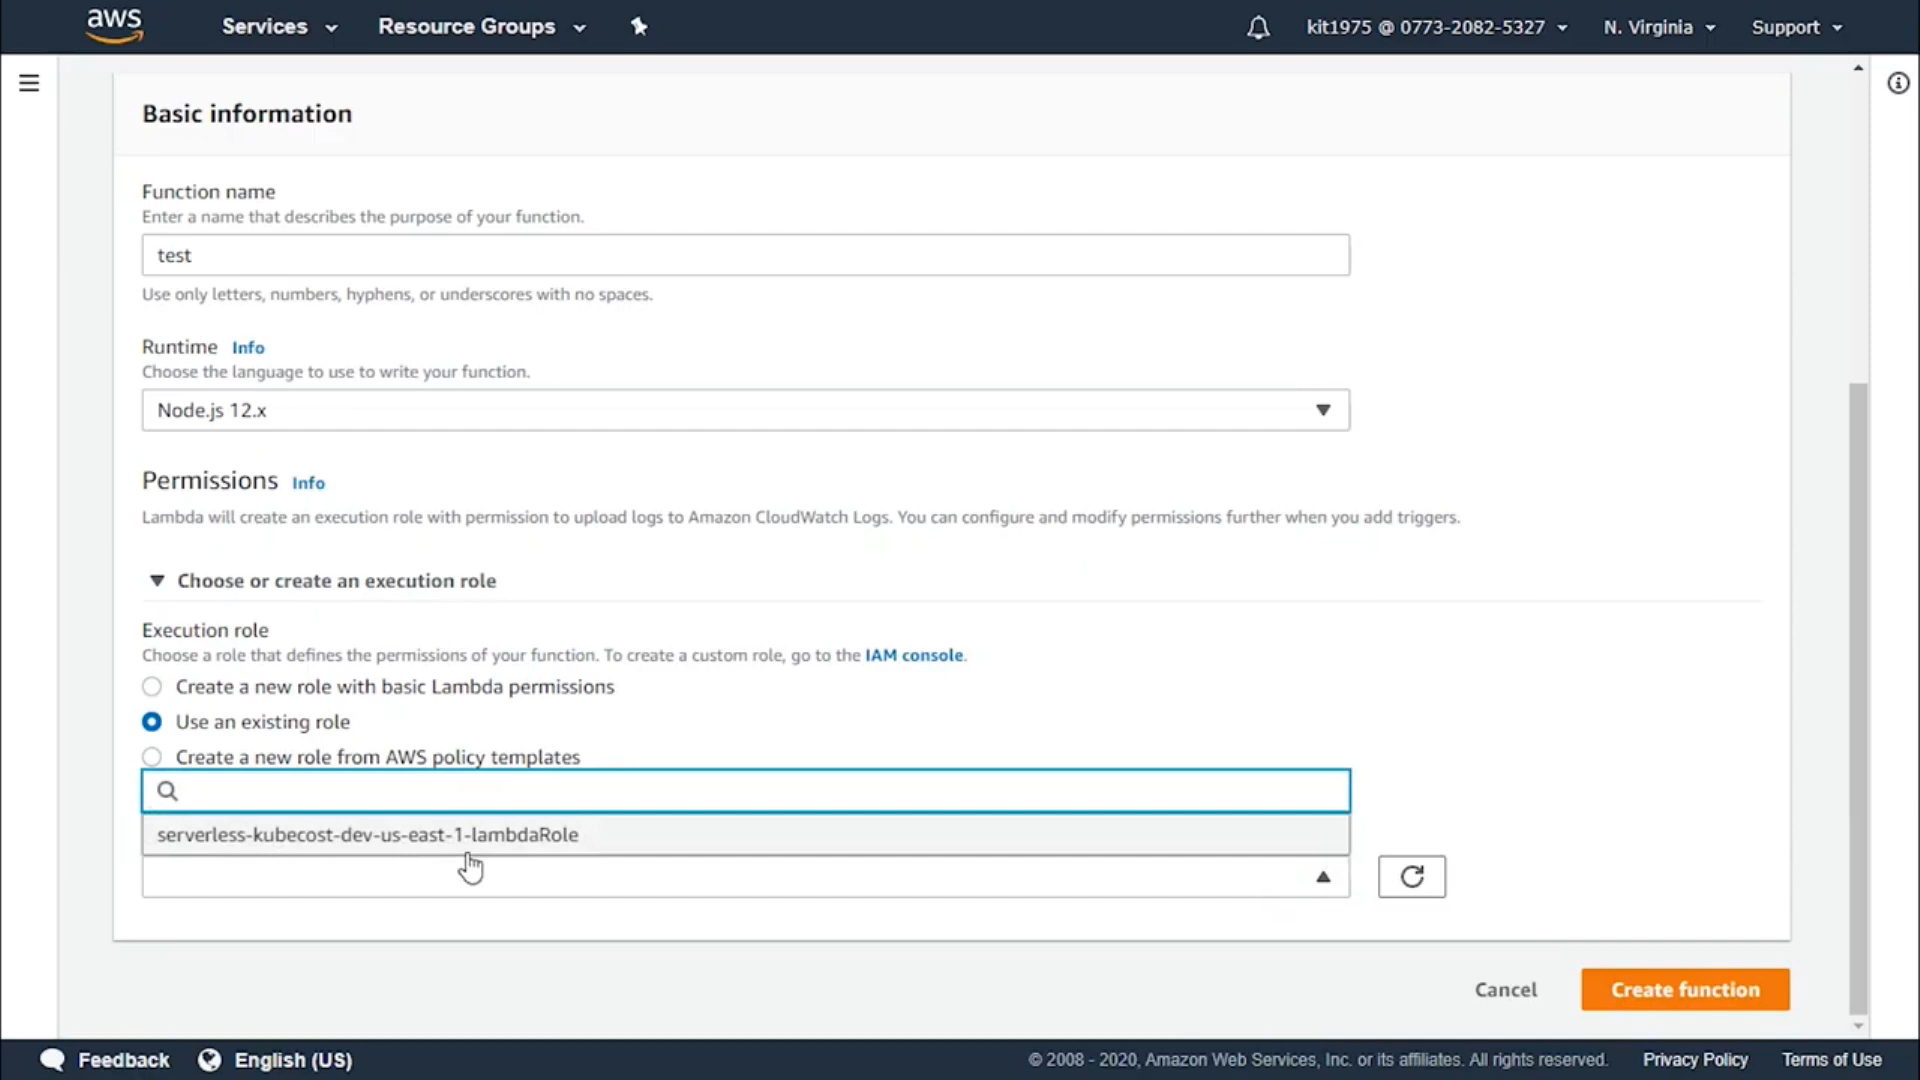 aws Services Resource Groups kit1975 @ 0773-2082-5327 N. Virginia Support
Basic information
Function name
Enter a name that describes the purpose of your function.
test
Use only letters, numbers, hyphens, or underscores with no spaces.
Runtime Info
Choose the language to use to write your function.
Node.js 12.x
Permissions Info
Lambda will create an execution role with permission to upload logs to Amazon CloudWatch Logs. You can configure and modify permissions further when you add triggers.
Choose or create an execution role
Execution role
Choose a role that defines the permissions of your function. To create a custom role, go to the IAM console.
Create a new role with basic Lambda permissions
Use an existing role
Create a new role from AWS policy templates
serverless-kubecost-dev-us-east-1-lambdaRole
Cancel Create function
Feedback English (US) © 2008 - 2020, Amazon Web Services, Inc. or its affiliates. All rights reserved. Privacy Policy Terms of Use